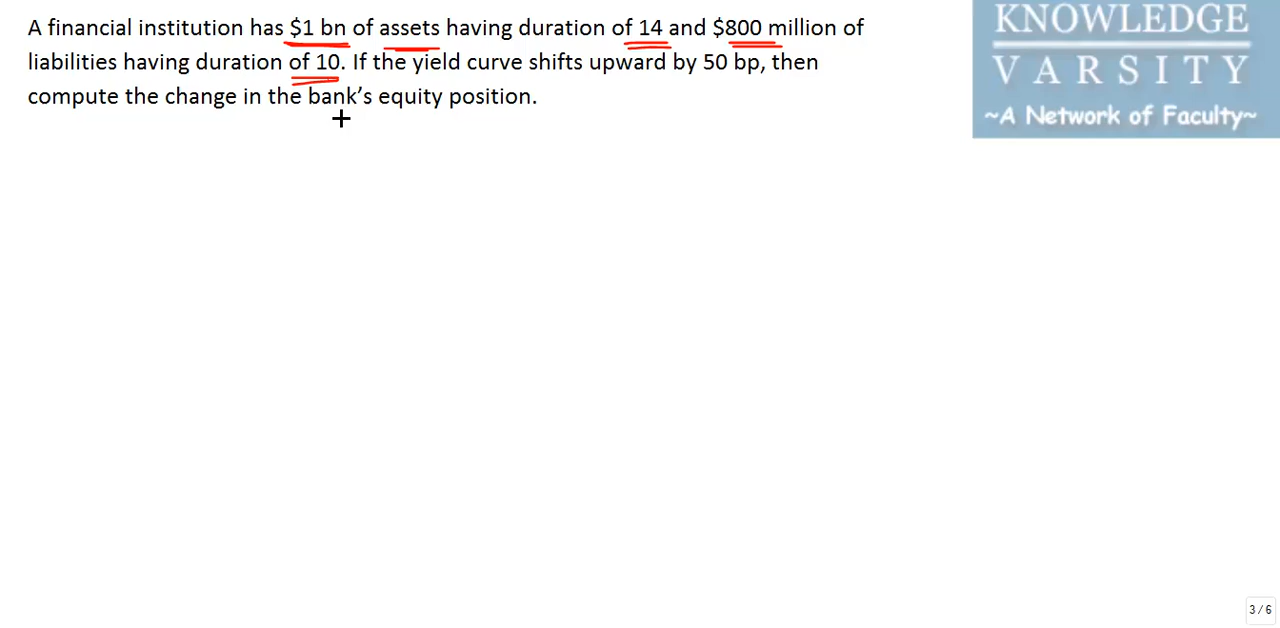 A financial institution has $1 bn of assets having duration of 14 and $800 million of
liabilities having duration of 10. If the yield curve shifts upward by 50 bp, then
compute the change in the bank’s equity position.
KNOWLEDGE
VARSITY
~A Network of Faculty~
3/6